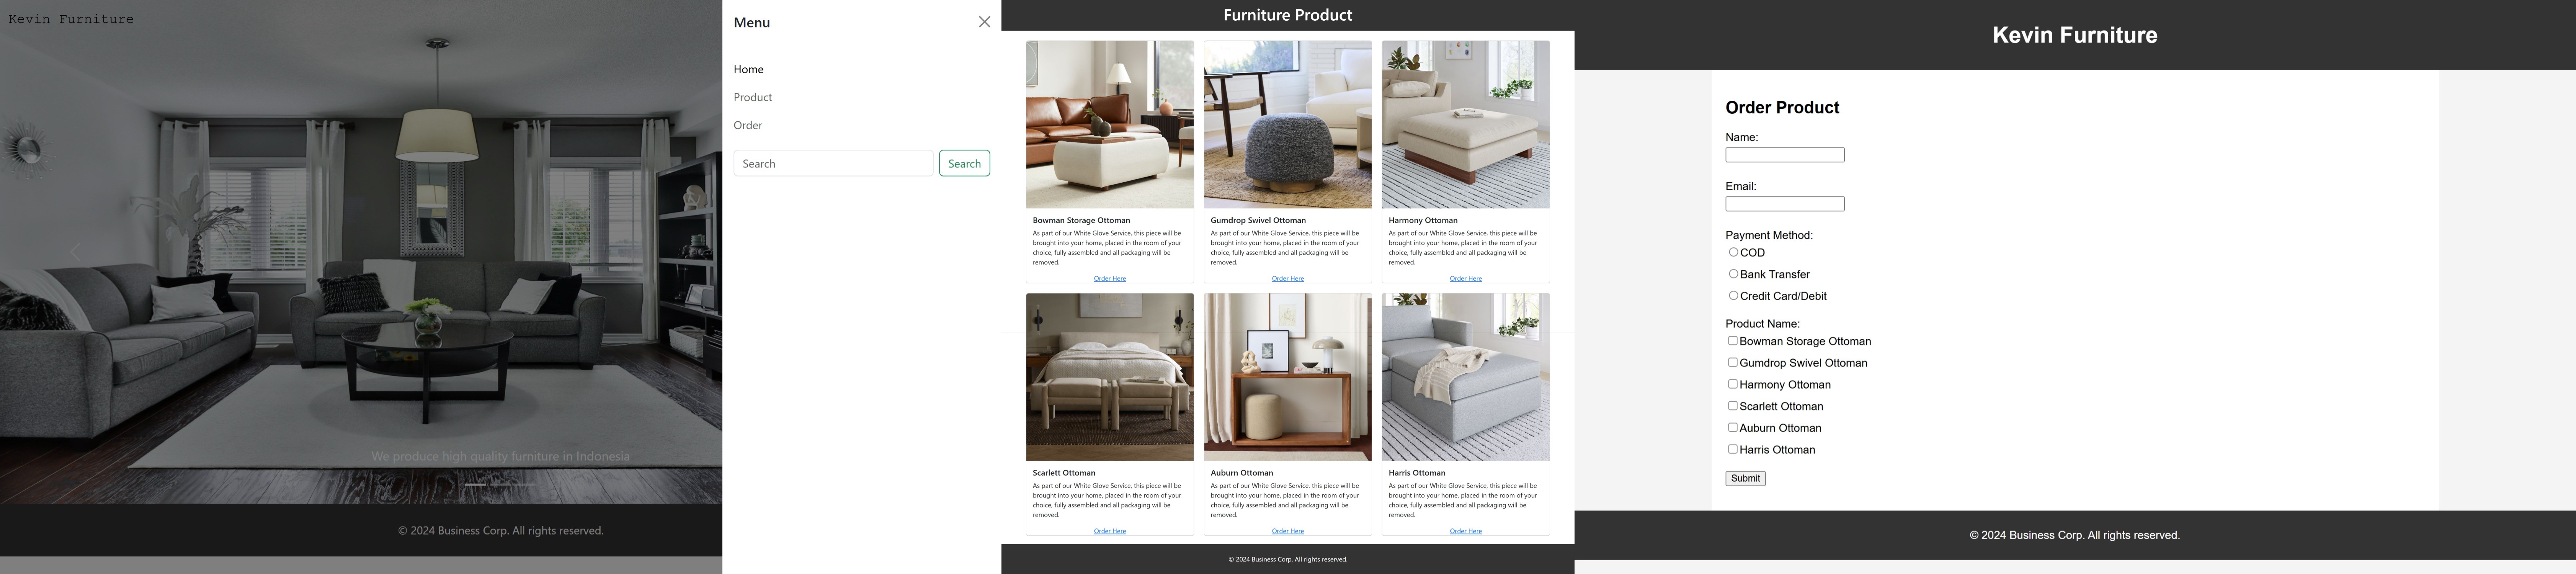 Kevin Furniture
We produce high quality furniture in Indonesia
© 2024 Business Corp. All rights reserved.
Menu
Home
Product
Order
Search
Search
Furniture Product
Bowman Storage Ottoman
As part of our White Glove Service, this piece will be
brought into your home, placed in the room of your
choice, fully assembled and all packaging will be
removed.
Order Here
Gumdrop Swivel Ottoman
As part of our White Glove Service, this piece will be
brought into your home, placed in the room of your
choice, fully assembled and all packaging will be
removed.
Order Here
Harmony Ottoman
As part of our White Glove Service, this piece will be
brought into your home, placed in the room of your
choice, fully assembled and all packaging will be
removed.
Order Here
Scarlett Ottoman
As part of our White Glove Service, this piece will be
brought into your home, placed in the room of your
choice, fully assembled and all packaging will be
removed.
Order Here
Auburn Ottoman
As part of our White Glove Service, this piece will be
brought into your home, placed in the room of your
choice, fully assembled and all packaging will be
removed.
Order Here
Harris Ottoman
As part of our White Glove Service, this piece will be
brought into your home, placed in the room of your
choice, fully assembled and all packaging will be
removed.
Order Here
© 2024 Business Corp. All rights reserved.
Kevin Furniture
Order Product
Name:
Email:
Payment Method:
COD
Bank Transfer
Credit Card/Debit
Product Name:
Bowman Storage Ottoman
Gumdrop Swivel Ottoman
Harmony Ottoman
Scarlett Ottoman
Auburn Ottoman
Harris Ottoman
Submit
© 2024 Business Corp. All rights reserved.